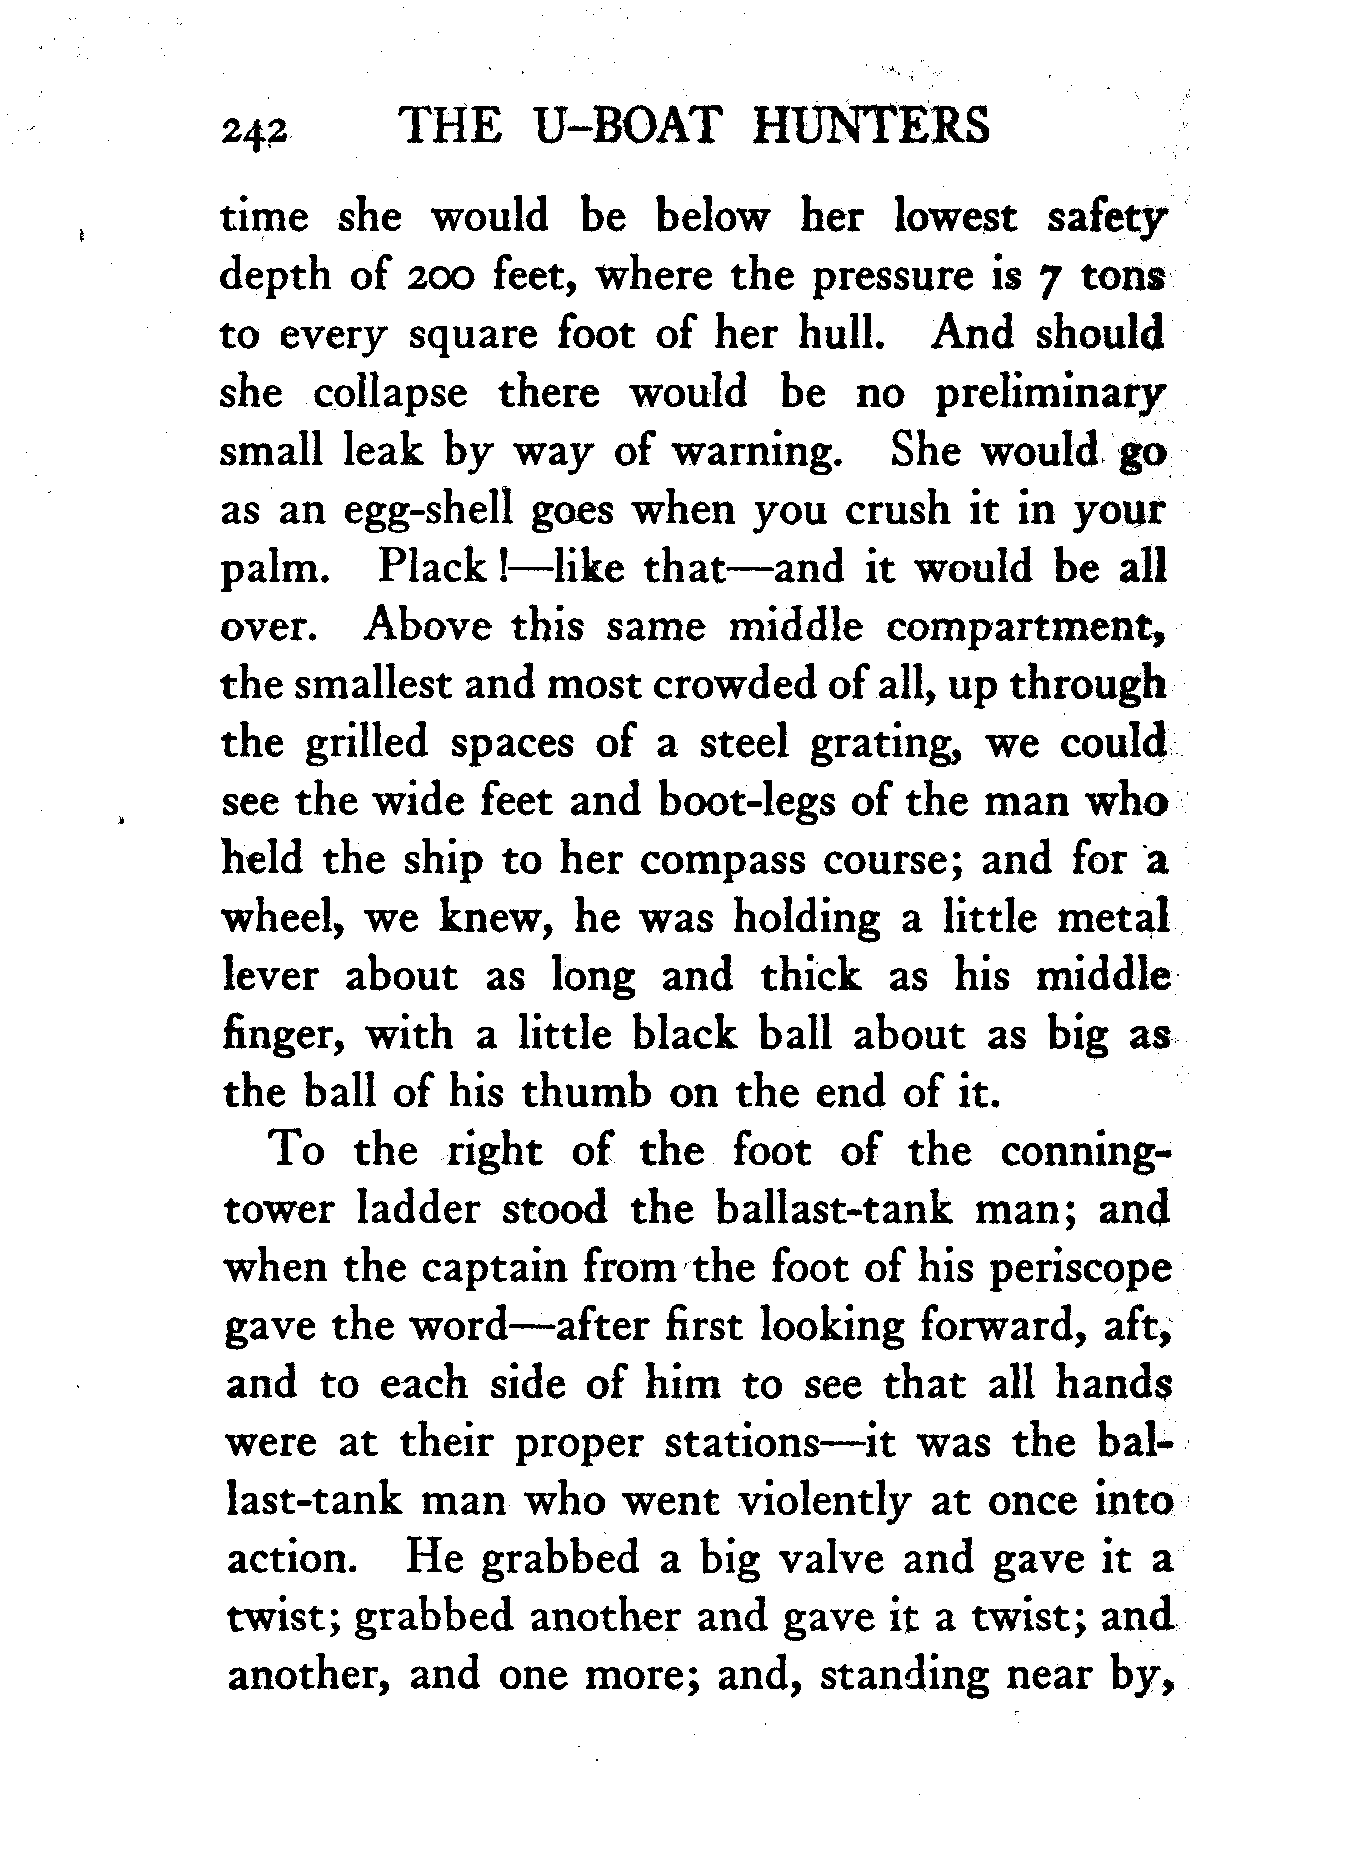 242 THE U-BOAT HUNTERS
time she would be below her lowest safety
depth of 200 feet, where the pressure is 7 tons
to every square foot of her hull. And should
she collapse there would be no preliminary
small leak by way of warning. She would go
as an egg-shell goes when you crush it in your
palm. Plack!—like that—and it would be all
over. Above this same middle compartment,
the smallest and most crowded of all, up through
the grilled spaces of a steel grating, we could
see the wide feet and boot-legs of the man who
held the ship to her compass course; and for a
wheel, we knew, he was holding a little metal
lever about as long and thick as his middle
finger, with a little black ball about as big as
the ball of his thumb on the end of it.
To the right of the foot of the conning-
tower ladder stood the ballast-tank man; and
when the captain from the foot of his periscope
gave the word—after first looking forward, aft,
and to each side of him to see that all hands
were at their proper stations—it was the bal-
last-tank man who went violently at once into
action. He grabbed a big valve and gave it a
twist; grabbed another and gave it a twist; and
another, and one more; and, standing near by,